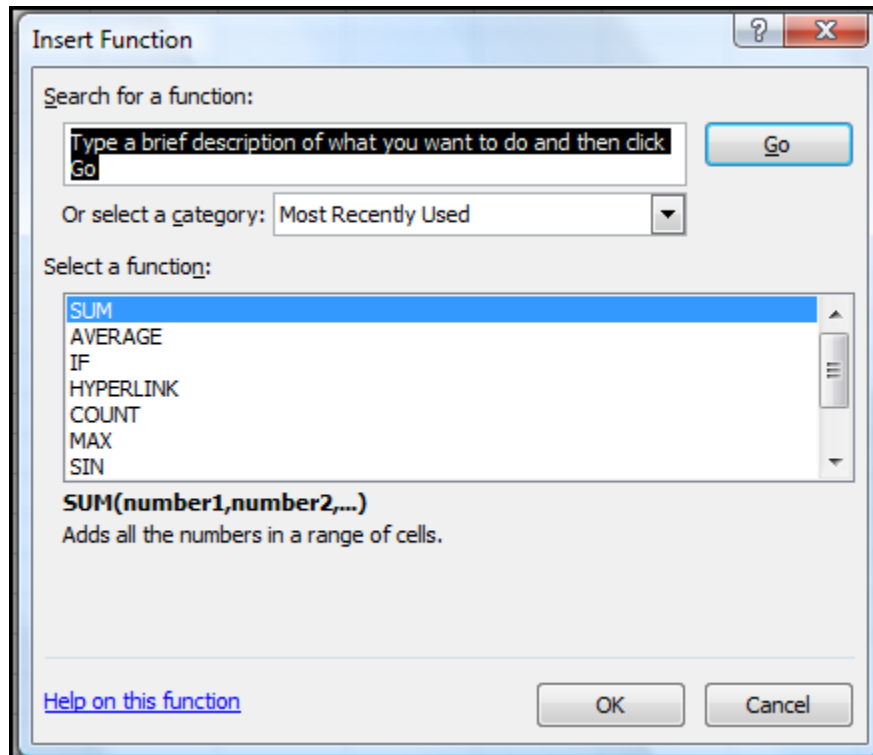 Insert Function
Search for a function:
Type a brief description of what you want to do and then click
Go
Go
Or select a category: Most Recently Used
Select a function:
SUM
AVERAGE
IF
HYPERLINK
COUNT
MAX
SIN
SUM(number1,number2,...)
Adds all the numbers in a range of cells.
Help on this function OK Cancel